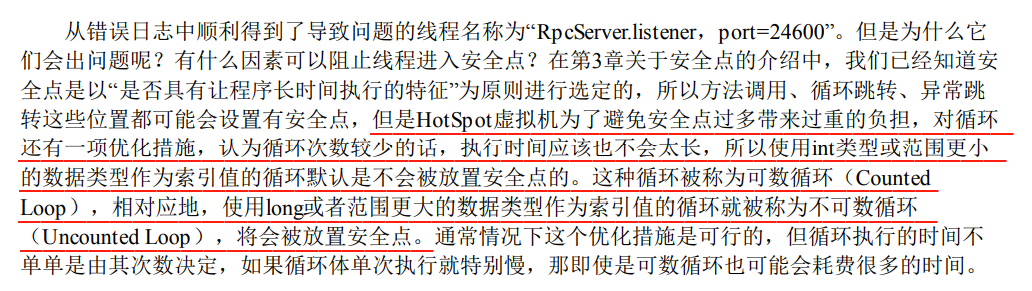 从错误日志中顺利得到了导致问题的线程名称为“RpcServer.listener，port=24600”。但是为什么它
们会出问题呢？有什么因素可以阻止线程进入安全点？在第3章关于安全点的介绍中，我们已经知道安
全点是以“是否具有让程序长时间执行的特征”为原则进行选定的，所以方法调用、循环跳转、异常跳
转这些位置都可能会设置有安全点，但是HotSpot虚拟机为了避免安全点过多带来过重的负担，对循环
还有一项优化措施，认为循环次数较少的话，执行时间应该也不会太长，所以使用int类型或范围更小
的数据类型作为索引值的循环默认是不会被放置安全点的。这种循环被称为可数循环（Counted
Loop），相对应地，使用long或者范围更大的数据类型作为索引值的循环就被称为不可数循环
（Uncounted Loop），将会被放置安全点。通常情况下这个优化措施是可行的，但循环执行的时间不
单单是由其次数决定，如果循环体单次执行就特别慢，那即使是可数循环也可能会耗费很多的时间。